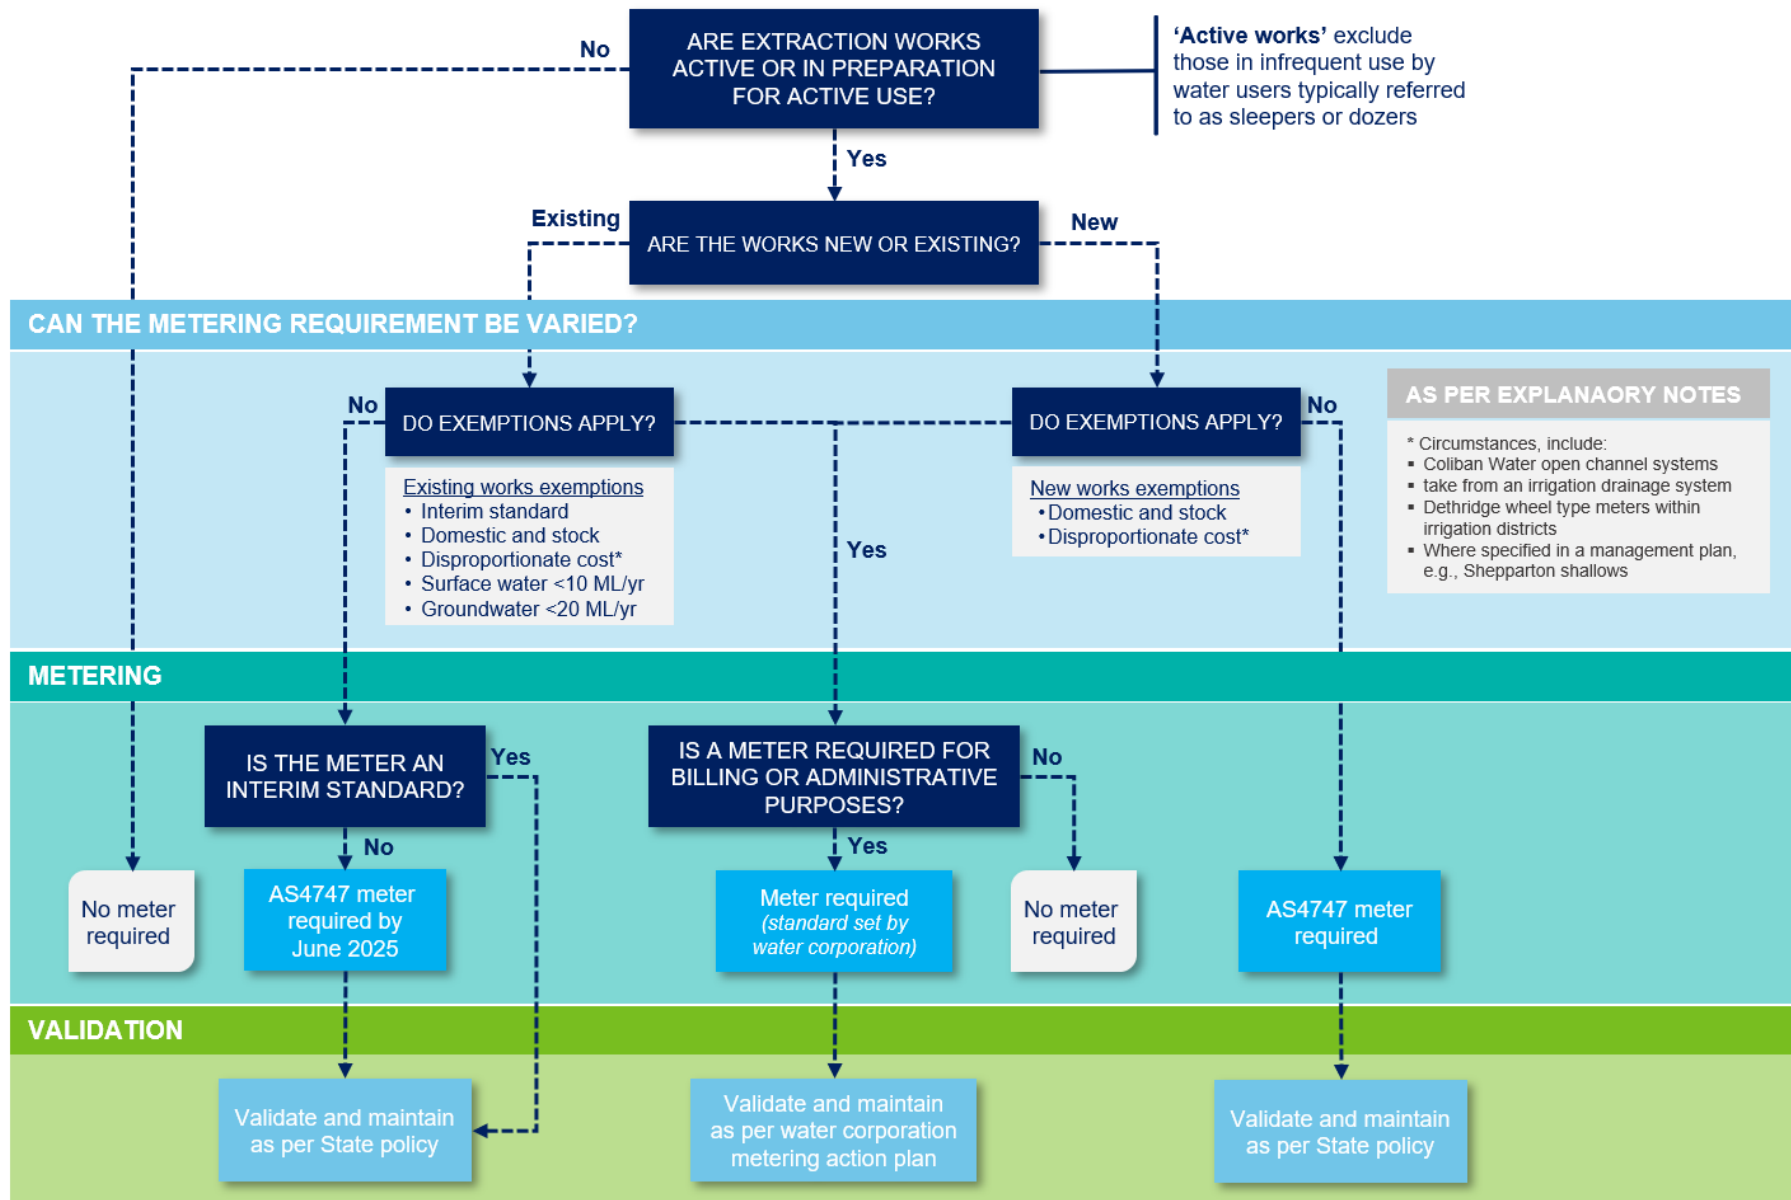 No
ARE EXTRACTION WORKS
ACTIVE OR IN PREPARATION
FOR ACTIVE USE?
'Active works' exclude
those in infrequent use by
water users typically referred
to as sleepers or dozers
Yes
Existing
ARE THE WORKS NEW OR EXISTING?
New
CAN THE METERING REQUIREMENT BE VARIED?
No
DO EXEMPTIONS APPLY?
Existing works exemptions
• Interim standard
• Domestic and stock
• Disproportionate cost*
• Surface water <10 ML/yr
• Groundwater <20 ML/yr
Yes
DO EXEMPTIONS APPLY?
No
New works exemptions
• Domestic and stock
• Disproportionate cost*
AS PER EXPLANAORY NOTES
* Circumstances, include:
▪ Coliban Water open channel systems
▪ take from an irrigation drainage system
▪ Dethridge wheel type meters within
irrigation districts
▪ Where specified in a management plan,
e.g., Shepparton shallows
METERING
IS THE METER AN
INTERIM STANDARD?
Yes
No
IS A METER REQUIRED FOR
BILLING OR ADMINISTRATIVE
PURPOSES?
No
Yes
No meter
required
AS4747 meter
required by
June 2025
Meter required
(standard set by
water corporation)
No meter
required
AS4747 meter
required
VALIDATION
Validate and maintain
as per State policy
Validate and maintain
as per water corporation
metering action plan
Validate and maintain
as per State policy